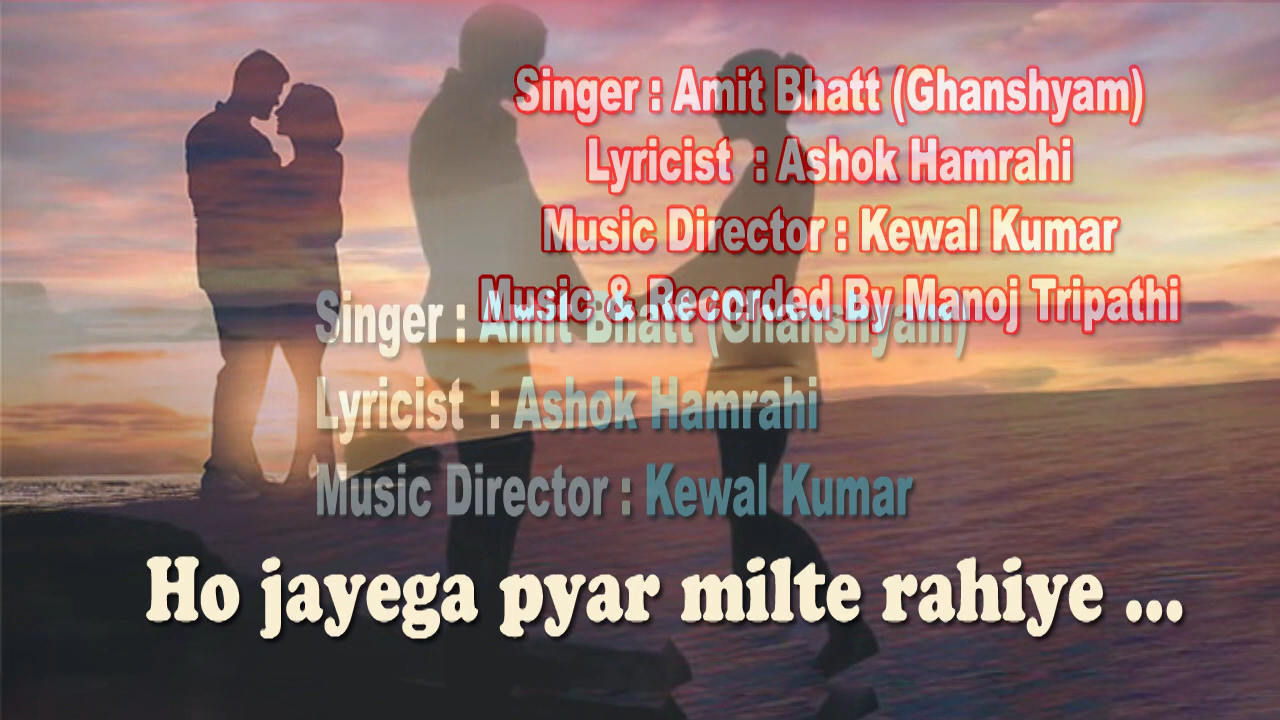 Singer : Amit Bhatt (Ghanshyam)
Lyricist : Ashok Hamrahi
Music Director : Kewal Kumar
Music & Recorded By Manoj Tripathi
Singer : Amit Bhatt (Ghanshyam)
Lyricist : Ashok Hamrahi
Music Director : Kewal Kumar
Ho jayega pyar milte rahiye ...